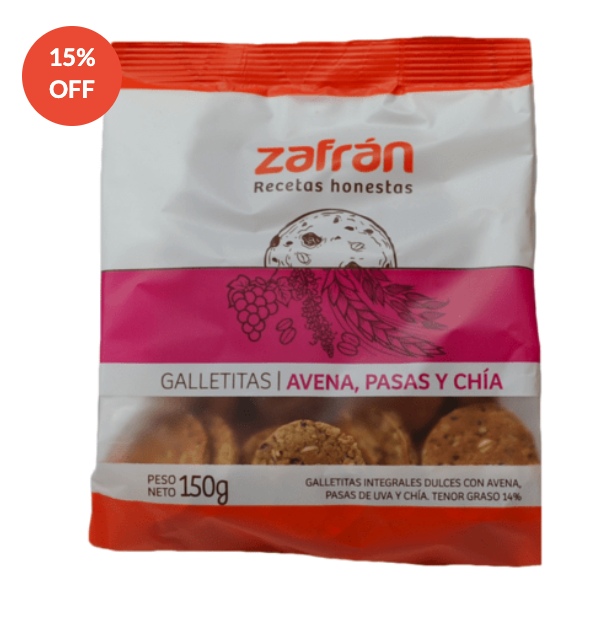 15%
OFF
zafrán
Recetas honestas
GALLETITAS | AVENA, PASAS Y CHÍA
PESO
NETO 150g
GALLETITAS INTEGRALES DULCES CON AVENA,
PASAS DE UVA Y CHÍA. TENOR GRASO 14%